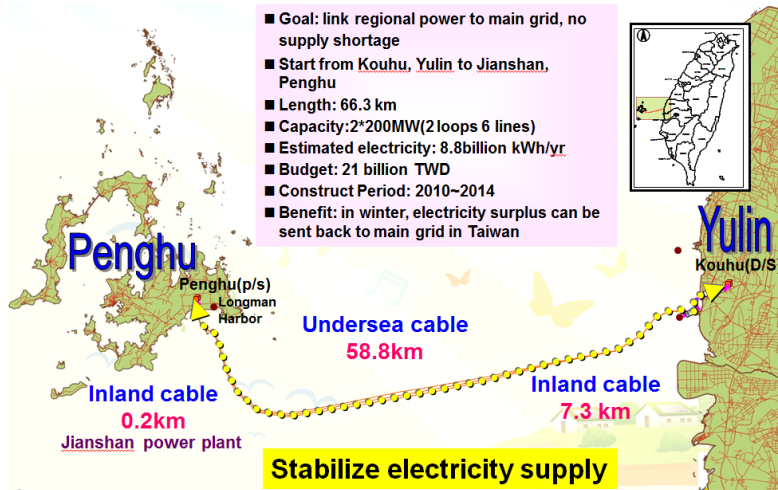 ■ Goal: link regional power to main grid, no
supply shortage
■ Start from Kouhu, Yulin to Jianshan,
Penghu
■ Length: 66.3 km
■ Capacity:2*200MW(2 loops 6 lines)
■ Estimated electricity: 8.8billion kWh/yr
■ Budget: 21 billion TWD
■ Construct Period: 2010~2014
■ Benefit: in winter, electricity surplus can be
sent back to main grid in Taiwan
Penghu
Yulin
Kouhu(D/S)
Penghu(p/s)
Longman
Harbor
Undersea cable
58.8km
Inland cable
0.2km
Jianshan power plant
Inland cable
7.3 km
Stabilize electricity supply